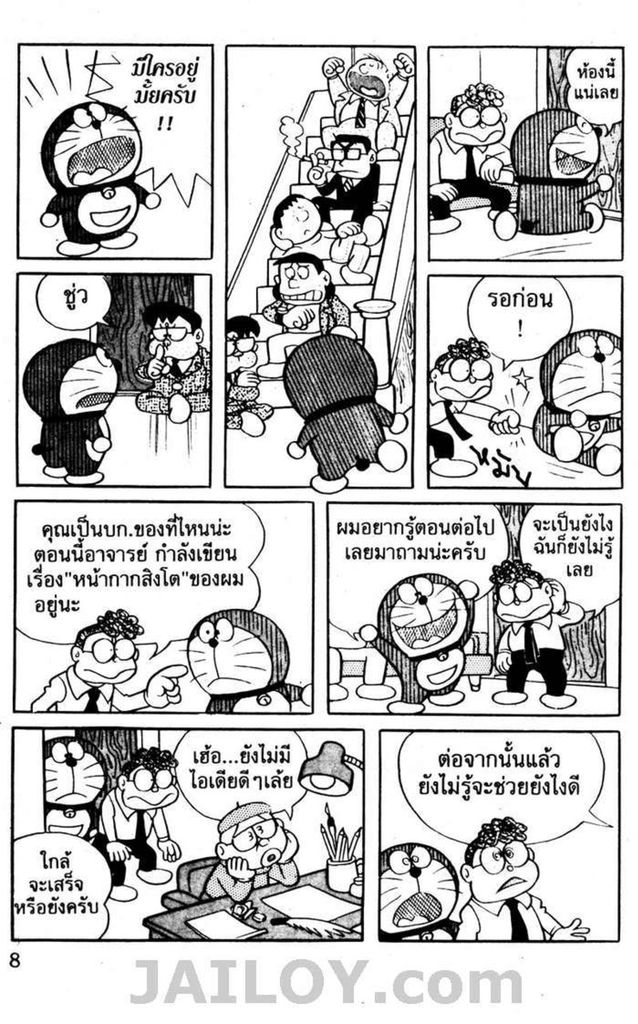 มีใครอยู่
มั้ยครับ
!!
ชู่ว
ห้องนี้
แน่เลย
รอก่อน
!
หมับ
คุณเป็นบก.ของที่ไหนน่ะ
ตอนนี้อาจารย์ กำลังเขียน
เรื่อง"หน้ากากสิงโต"ของผม
อยู่นะ
ผมอยากรู้ตอนต่อไป
เลยมาถามน่ะครับ
จะเป็นยังไง
ฉันก็ยังไม่รู้
เลย
ใกล้
จะเสร็จ
หรือยังครับ
เฮ้อ...ยังไม่มี
ไอเดียดีๆเล้ย
ต่อจากนั้นแล้ว
ยังไม่รู้จะช่วยยังไงดี
8
JAILOY.com